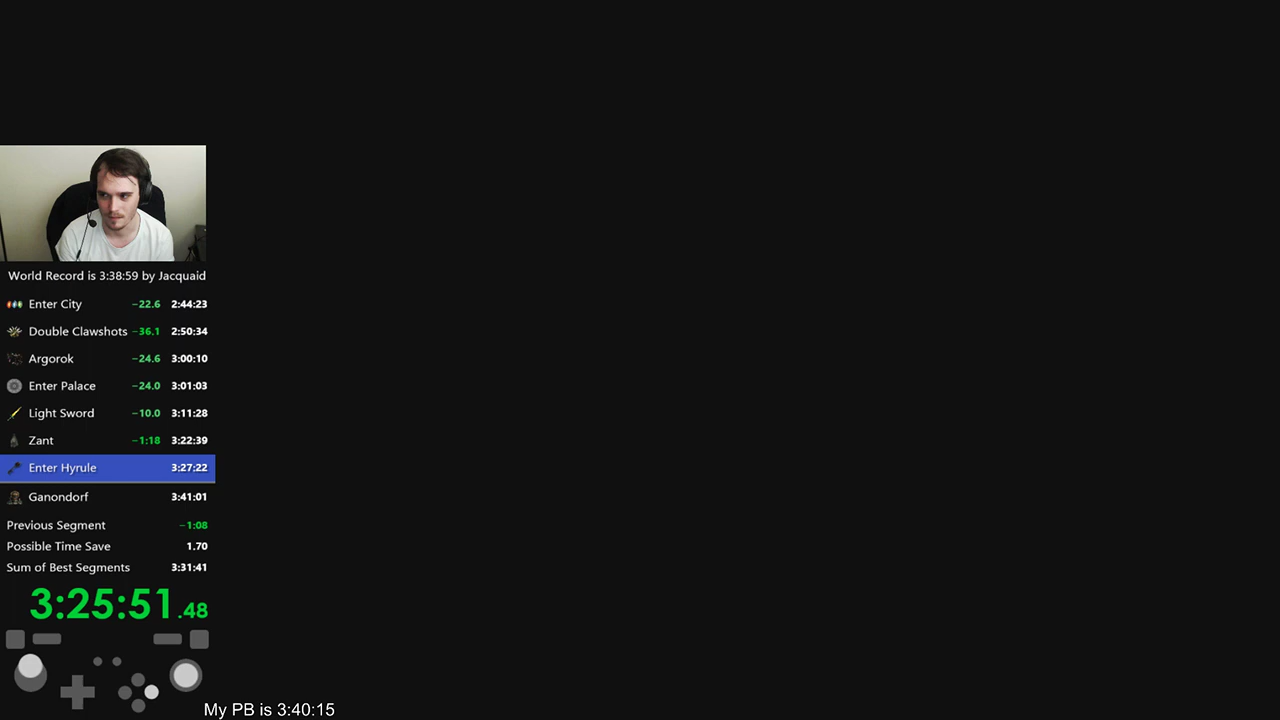 World Record is 3:38:59 by Jacquaid
Enter City −22.6 2:44:23
Double Clawshots −36.1 2:50:34
Argorok −24.6 3:00:10
Enter Palace −24.0 3:01:03
Light Sword −10.0 3:11:28
Zant −1:18 3:22:39
Enter Hyrule 3:27:22
Ganondorf 3:41:01
Previous Segment −1:08
Possible Time Save 1.70
Sum of Best Segments 3:31:41
3:25:51.48
My PB is 3:40:15